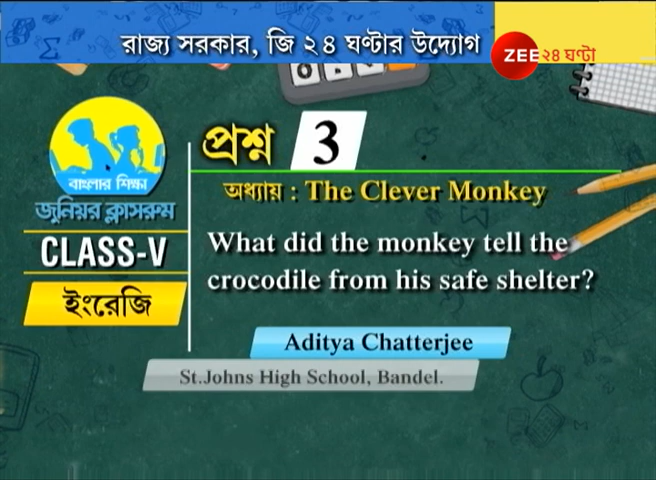 রাজ্য সরকার, জি ২৪ ঘণ্টার উদ্যোগ
ZEE ২৪ ঘণ্টা
প্রশ্ন 3
বাংলার শিক্ষা
জুনিয়র ক্লাসরুম
CLASS-V
ইংরেজি
অধ্যায় : The Clever Monkey
What did the monkey tell the
crocodile from his safe shelter?
Aditya Chatterjee
St.Johns High School, Bandel.